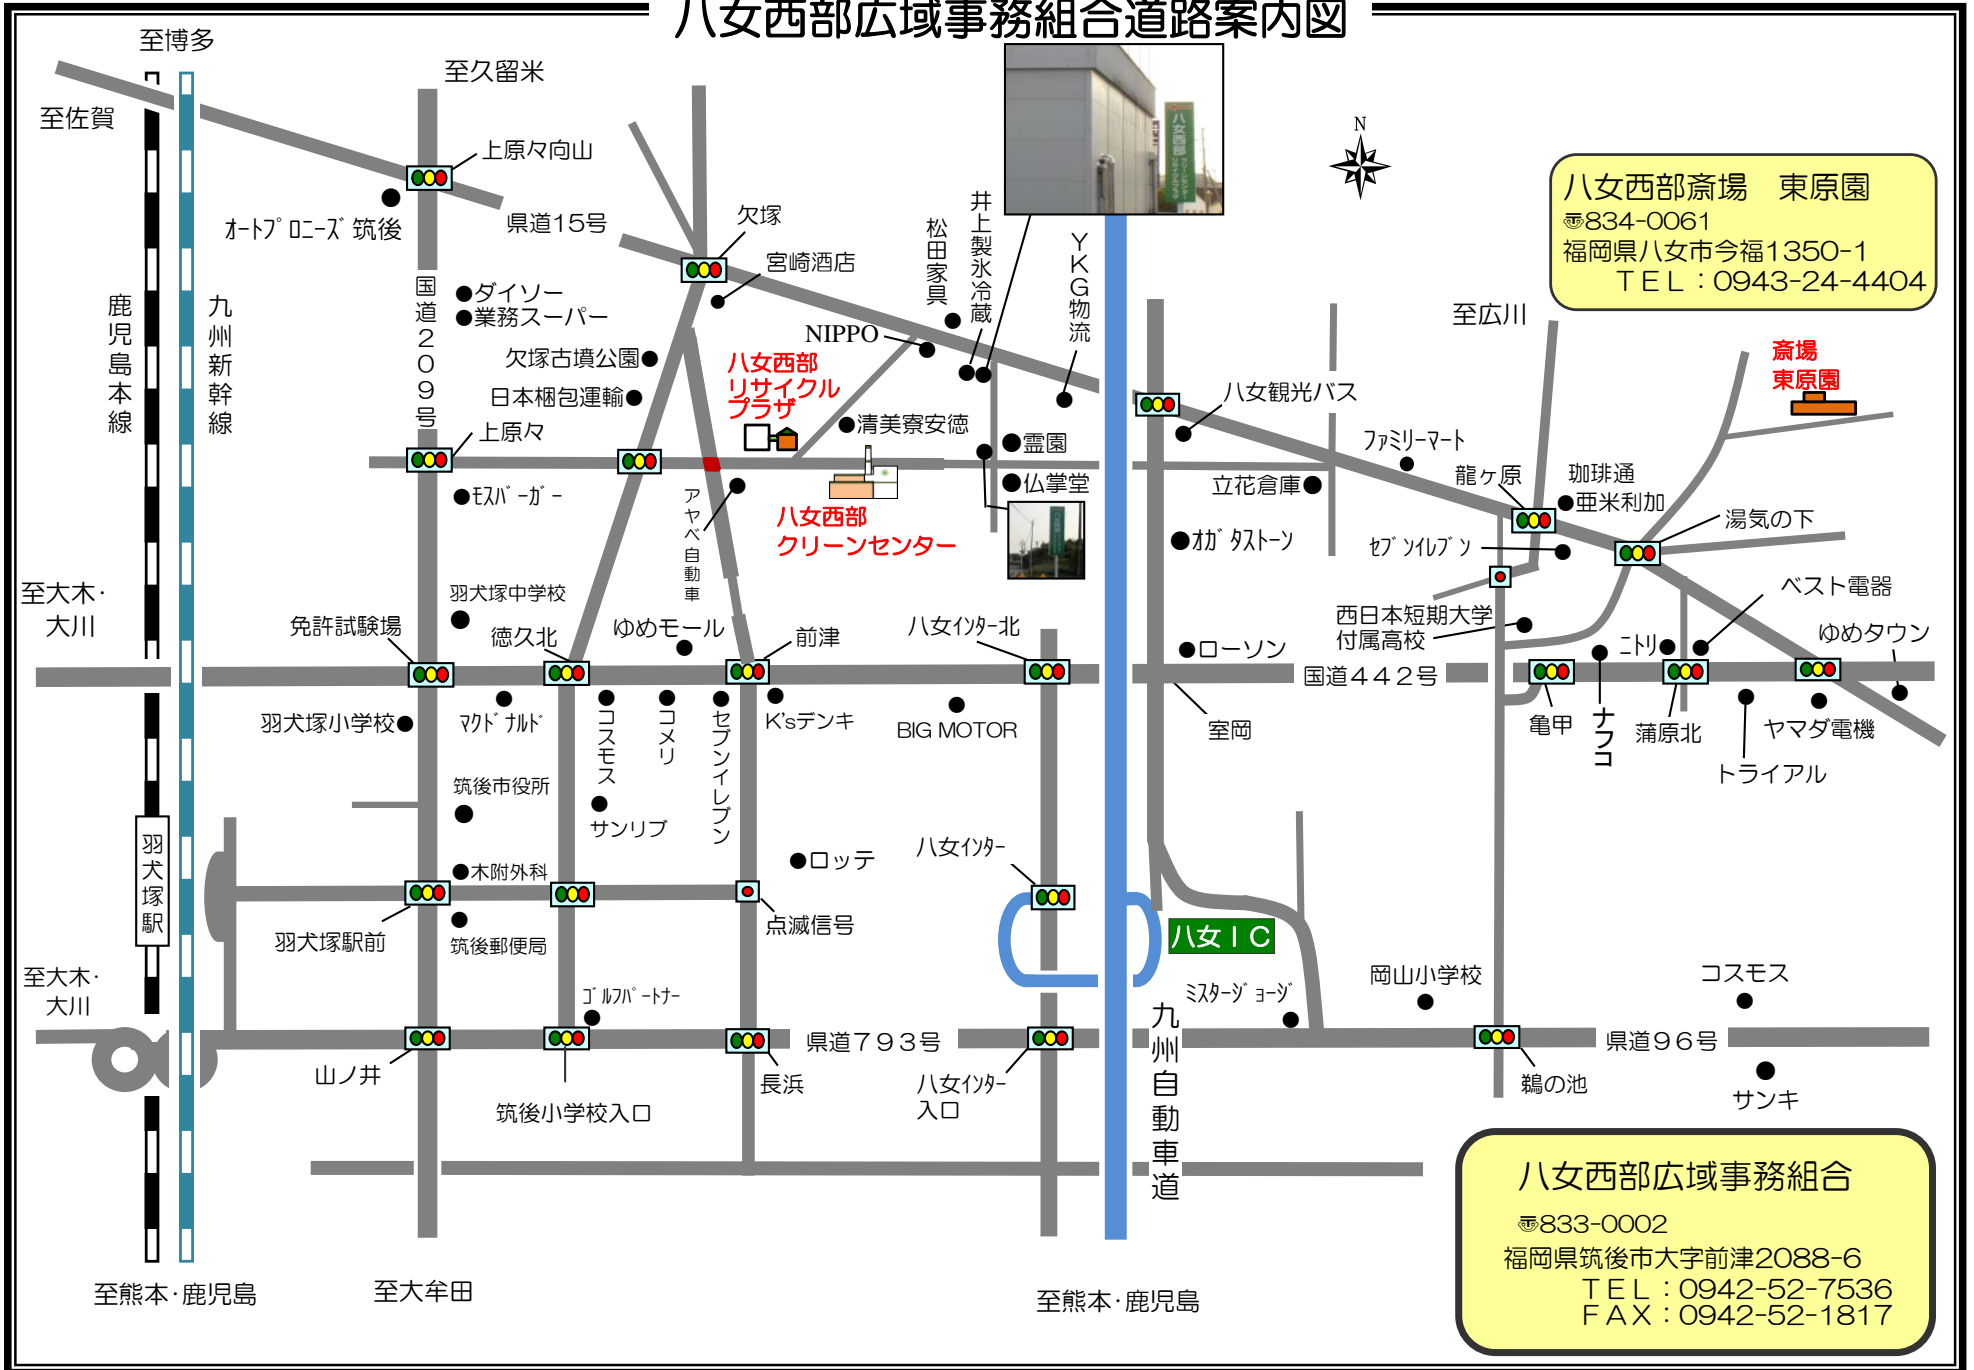 八女西部広域事務組合道路案内図
至博多
至久留米
至佐賀
上原々向山
オートプロニーズ筑後
県道15号
欠塚
宮崎酒店
松田家具
井上製氷冷蔵
YKG物流
八女西部
クリーンセンター
リサイクルプラザ
N
八女西部斎場　東原園
〠834-0061
福岡県八女市今福1350-1
TEL：0943-24-4404
鹿児島本線
九州新幹線
国道209号
ダイソー
業務スーパー
欠塚古墳公園
日本梱包運輸
NIPPO
八女西部
リサイクル
プラザ
清美寮安徳
霊園
仏掌堂
八女観光バス
至広川
斎場
東原園
上原々
モスバーガー
アヤベ自動車
八女西部
クリーンセンター
立花倉庫
オガタストーン
ファミリーマート
龍ヶ原
珈琲通
亜米利加
湯気の下
セブンイレブン
ベスト電器
ゆめタウン
西日本短期大学
付属高校
ニトリ
至大木・
大川
免許試験場
羽犬塚中学校
徳久北
ゆめモール
前津
八女インター北
ローソン
国道442号
羽犬塚小学校
マクドナルド
コスモス
コメリ
セブンイレブン
K'sデンキ
BIG MOTOR
室岡
亀甲
ナフコ
蒲原北
トライアル
ヤマダ電機
筑後市役所
サンリブ
羽犬塚駅
木附外科
ロッテ
八女インター
羽犬塚駅前
筑後郵便局
点滅信号
八女IC
至大木・
大川
ゴルフパートナー
ミスタージョージ
岡山小学校
コスモス
県道793号
九州自動車道
県道96号
山ノ井
筑後小学校入口
長浜
八女インター
入口
鵜の池
サンキ
八女西部広域事務組合
〠833-0002
福岡県筑後市大字前津2088-6
TEL：0942-52-7536
FAX：0942-52-1817
至熊本・鹿児島
至大牟田
至熊本・鹿児島